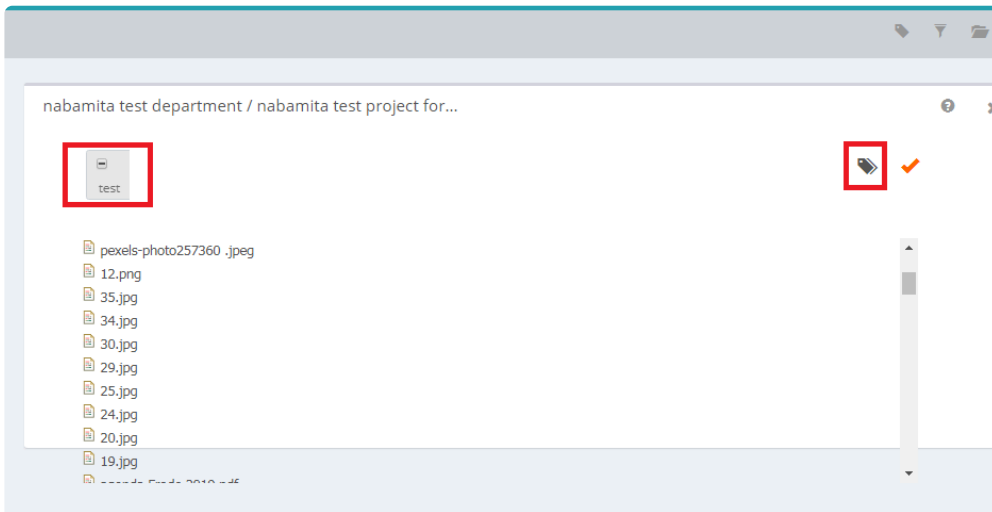 nabamita test department / nabamita test project for...
test
pexels-photo257360 .jpeg
12.png
35.jpg
34.jpg
30.jpg
29.jpg
25.jpg
24.jpg
20.jpg
19.jpg